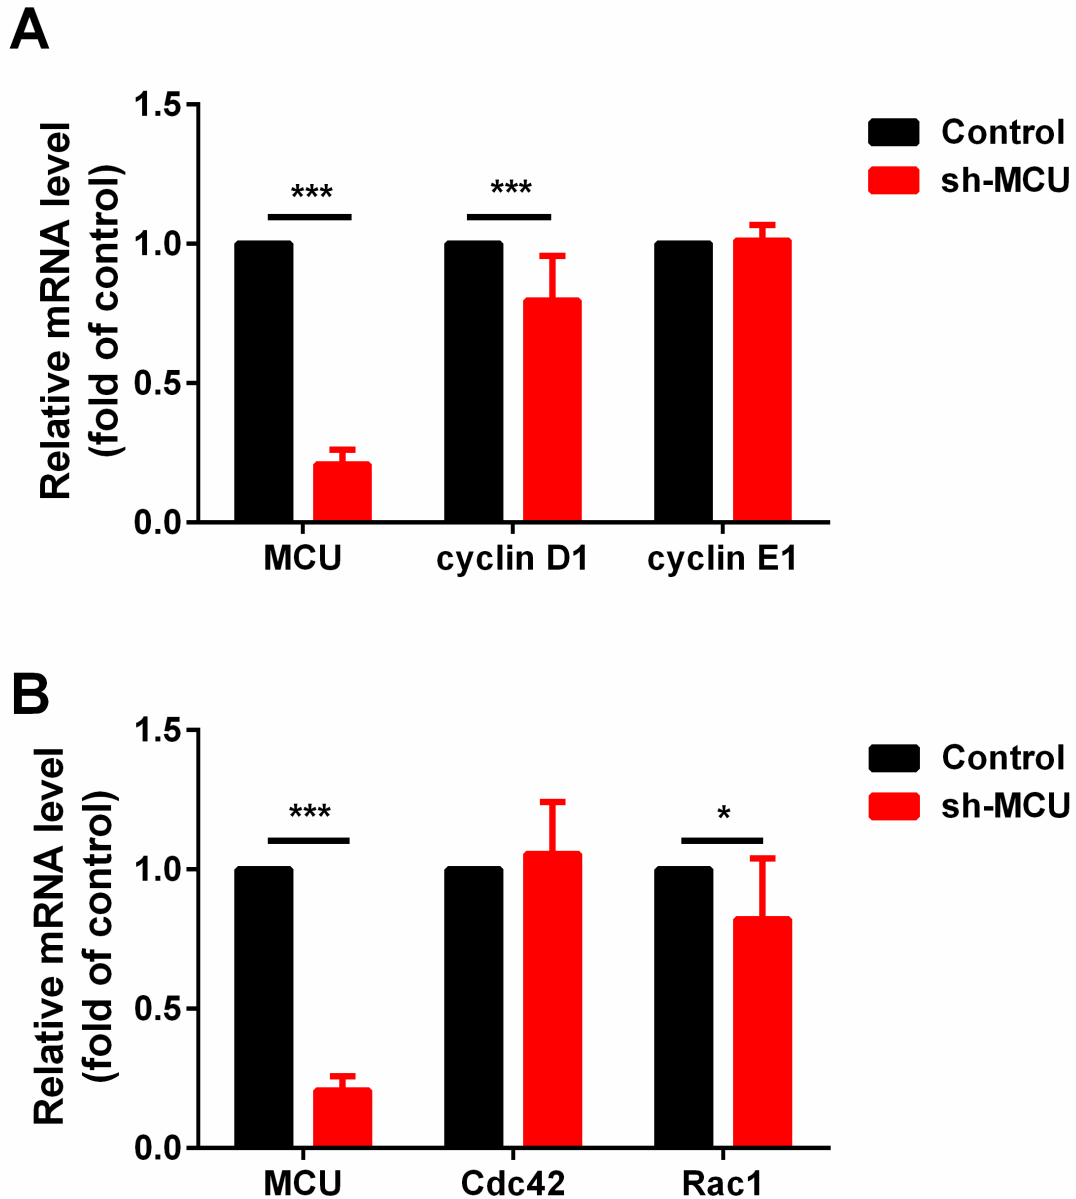 A
Relative mRNA level
(fold of control)
1.5
1.0
0.5
0.0
***
***
MCU
cyclin D1
cyclin E1
Control
sh-MCU
B
Relative mRNA level
(fold of control)
1.5
1.0
0.5
0.0
***
*
MCU
Cdc42
Rac1
Control
sh-MCU